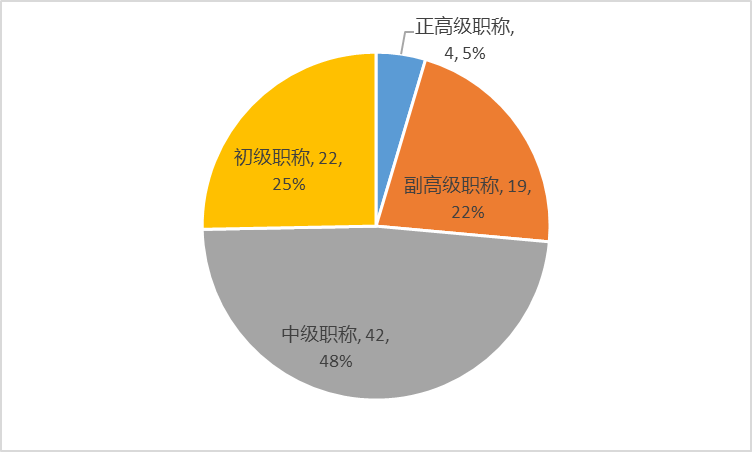 正高级职称,
4, 5%
初级职称, 22,
25%
副高级职称, 19,
22%
中级职称, 42,
48%